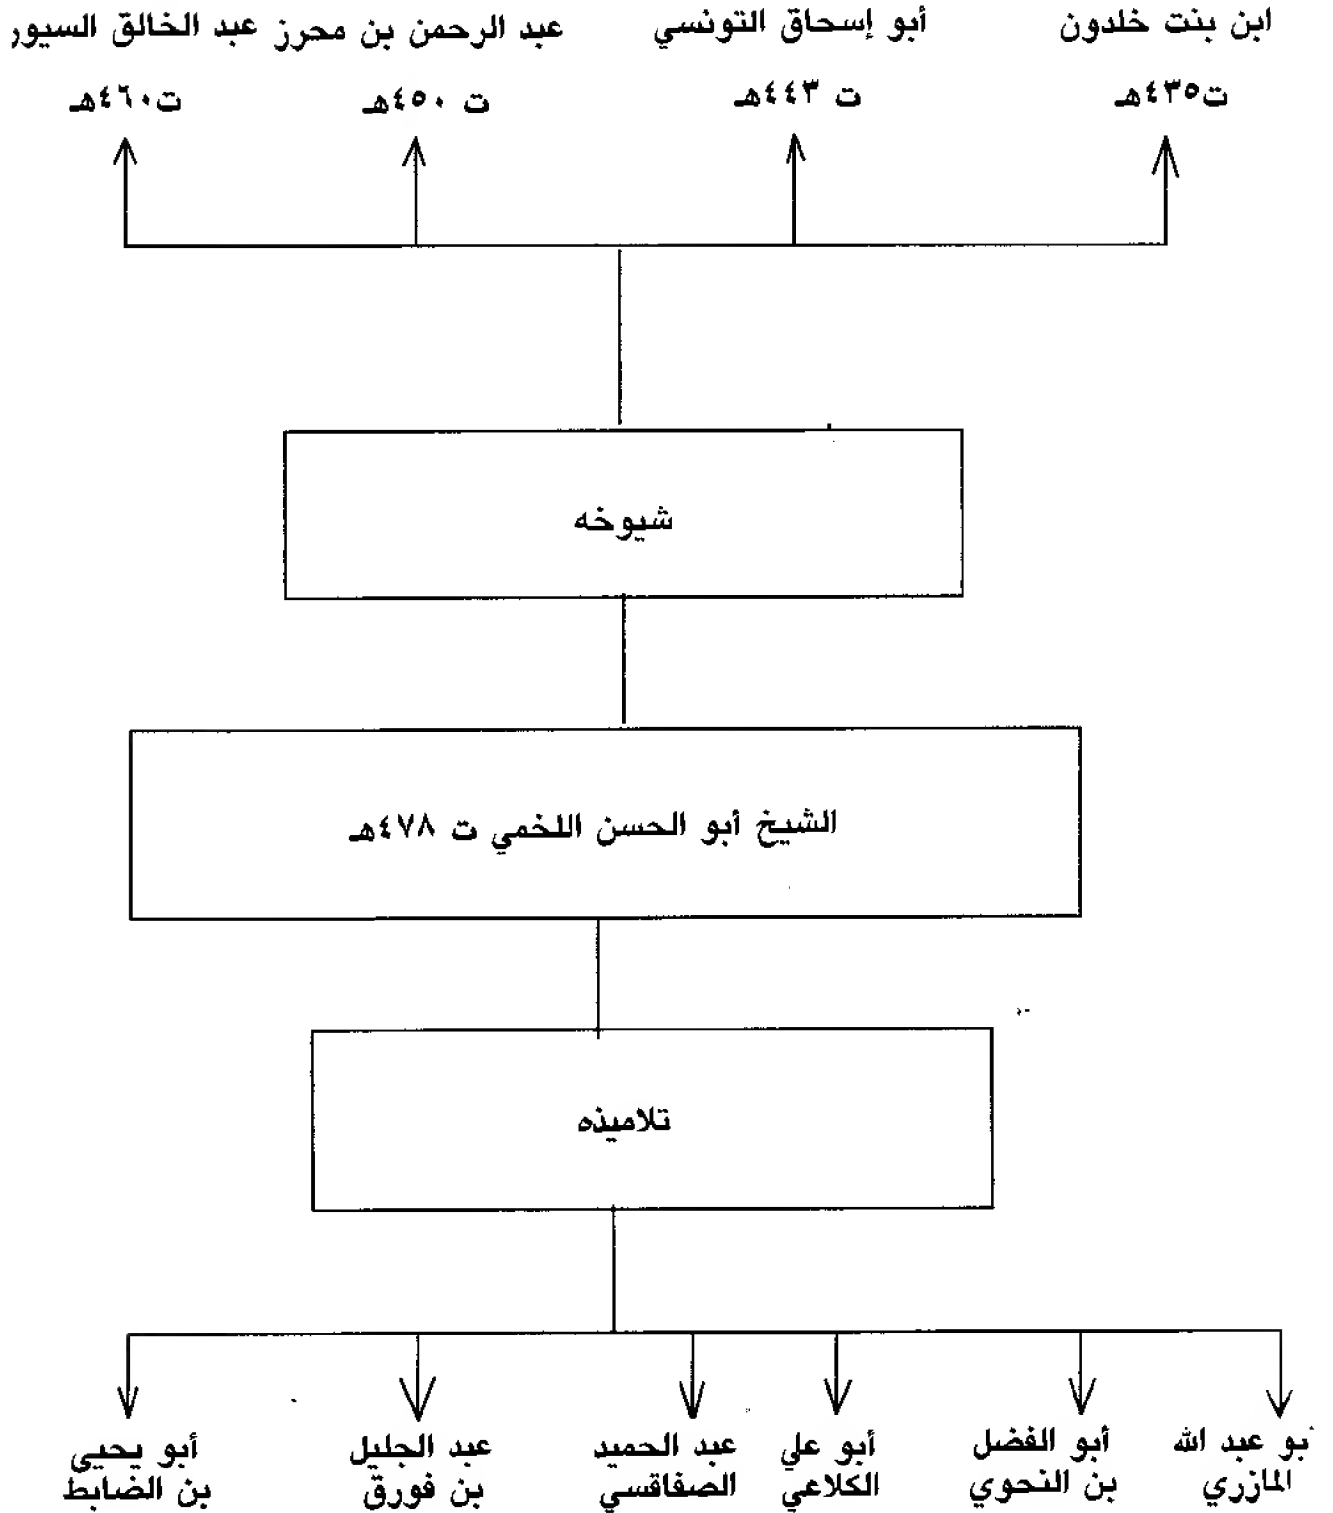 ابن بنت خلدون
أبو إسحاق التونسي
عبد الرحمن بن محرز
عبد الخالق السيور
ت٤٣٥هـ
ت ٤٤٣هـ
ت ٤٥٠هـ
ت٤٦٠هـ
شيوخه
الشيخ أبو الحسن اللخمي ت ٤٧٨هـ
تلاميذه
بو عبد الله
المازري
أبو الفضل
بن النحوي
أبو علي
الكلاعي
عبد الحميد
الصفاقسي
عبد الجليل
بن فورق
أبو يحيى
بن الضابط